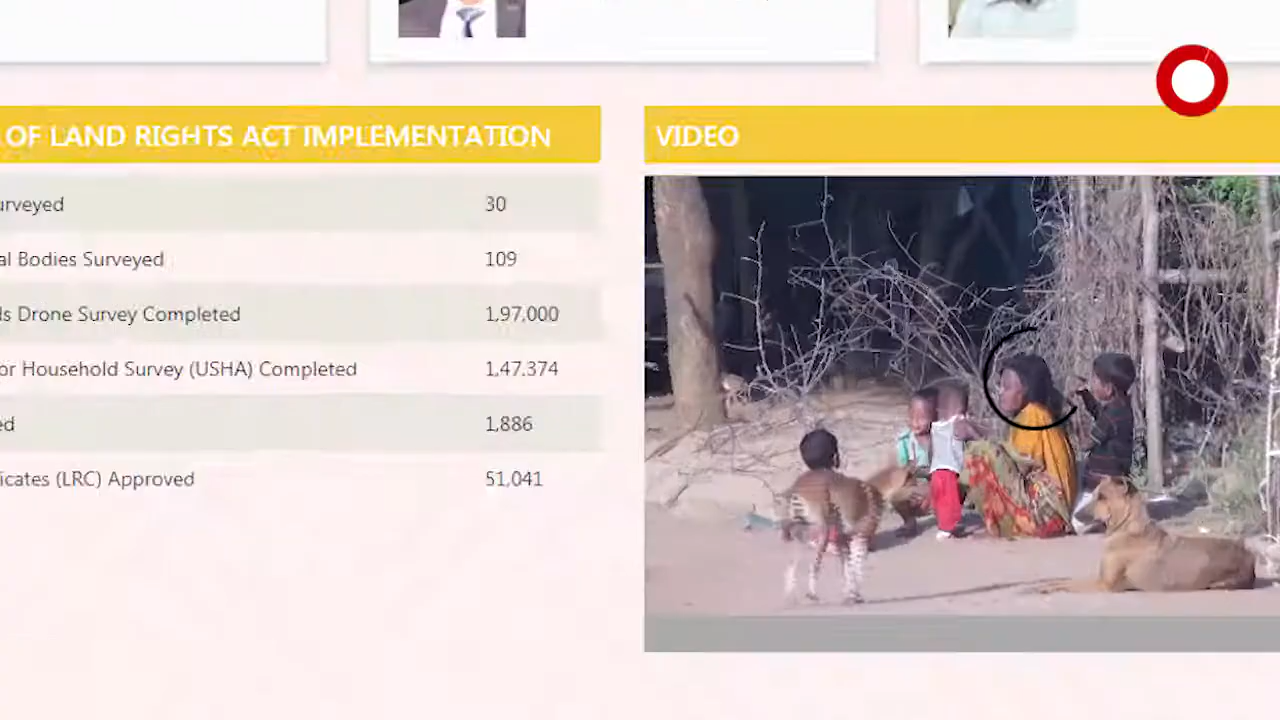 OF LAND RIGHTS ACT IMPLEMENTATION
urveyed 30
al Bodies Surveyed 109
ds Drone Survey Completed 1,97,000
or Household Survey (USHA) Completed 1,47,374
ed 1,886
icates (LRC) Approved 51,041
VIDEO